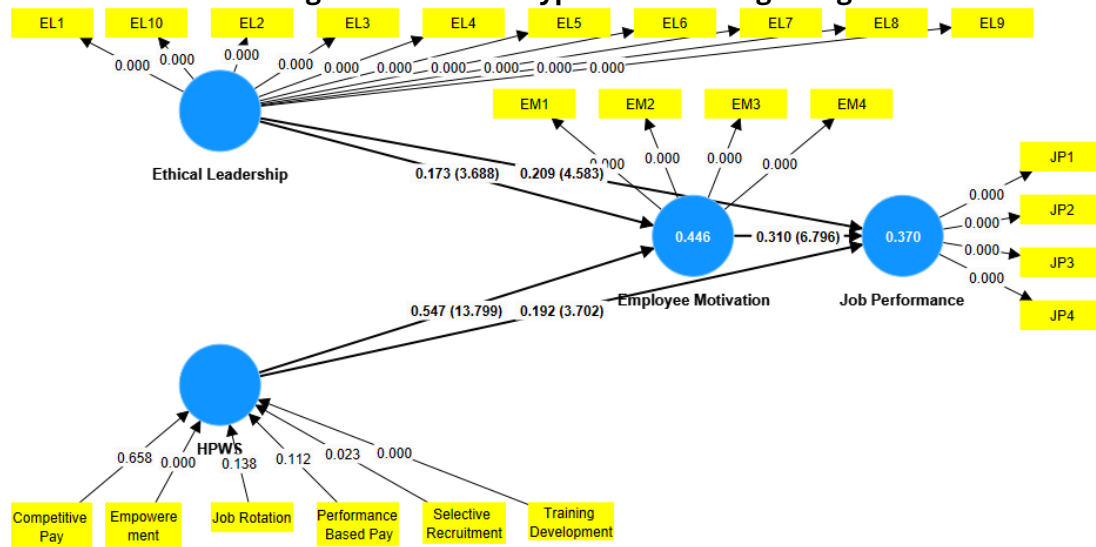 EL1 EL10 EL2 EL3 EL4 EL5 EL6 EL7 EL8 EL9
0.000 0.000 0.000 0.000 0.000 0.000 0.000 0.000 0.000 0.000
EM1 EM2 EM3 EM4
0.000 0.000 0.000 0.000
Ethical Leadership
0.173 (3.688) 0.209 (4.583)
JP1
0.000
JP2
0.000
JP3
0.000
JP4
0.000
0.446 0.310 (6.796) 0.370
Employee Motivation
Job Performance
0.547 (13.799) 0.192 (3.702)
HPWS
0.658 0.000 0.138 0.112 0.023 0.000
Competitive
Pay
Empowere
ment
Job Rotation
Performance
Based Pay
Selective
Recruitment
Training
Development